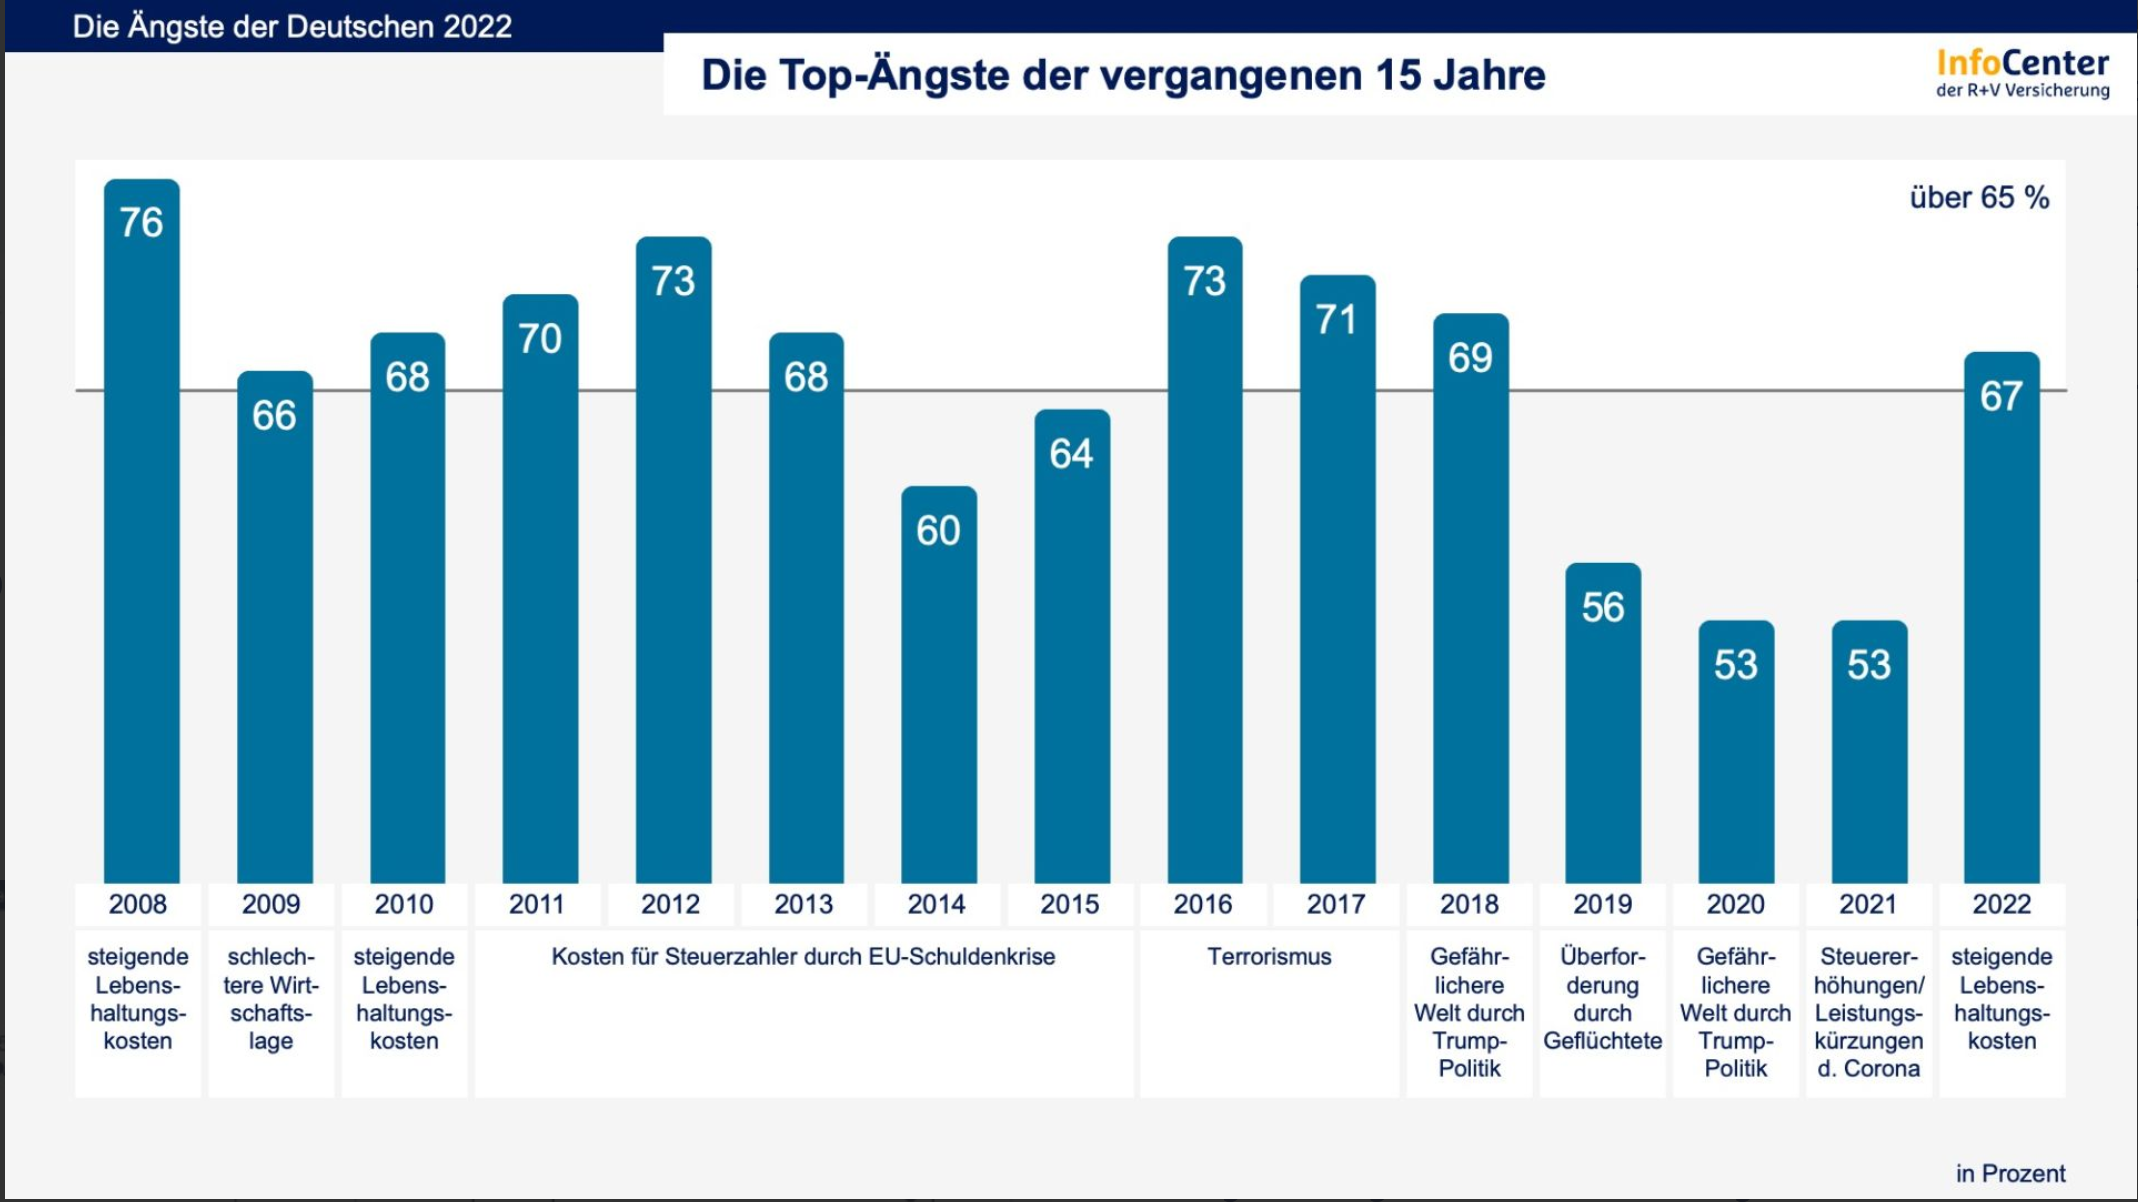 Die Ängste der Deutschen 2022
Die Top-Ängste der vergangenen 15 Jahre
InfoCenter
der R+V Versicherung
über 65 %
76
66
68
70
73
68
60
64
73
71
69
56
53
53
67
2008
2009
2010
2011
2012
2013
2014
2015
2016
2017
2018
2019
2020
2021
2022
steigende
Lebens-
haltungs-
kosten
schlech-
tere Wirt-
schafts-
lage
steigende
Lebens-
haltungs-
kosten
Kosten für Steuerzahler durch EU-Schuldenkrise
Terrorismus
Gefähr-
lichere
Welt durch
Trump-
Politik
Überfor-
derung
durch
Geflüchtete
Gefähr-
lichere
Welt durch
Trump-
Politik
Steuerer-
höhungen/
Leistungs-
kürzungen
d. Corona
steigende
Lebens-
haltungs-
kosten
in Prozent